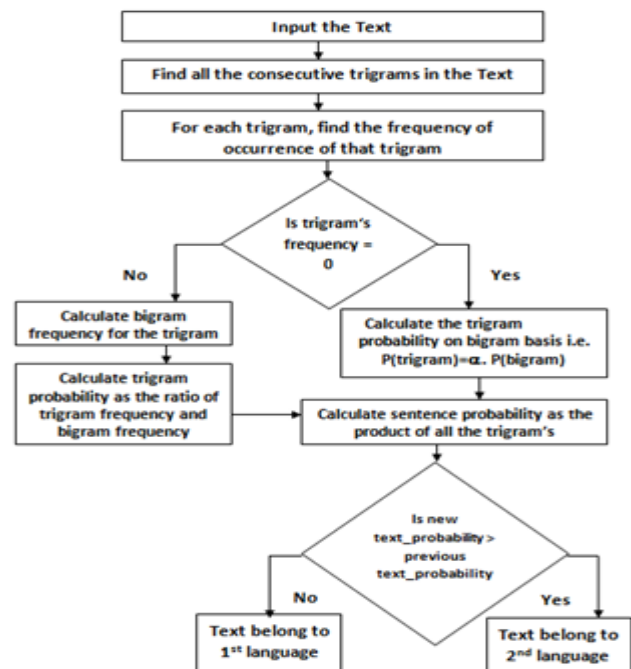 Input the Text
Find all the consecutive trigrams in the Text
For each trigram, find the frequency of
occurrence of that trigram
Is trigram's
frequency =
0
No
Yes
Calculate bigram
frequency for the trigram
Calculate the trigram
probability on bigram basis i.e.
P(trigram)=α. P(bigram)
Calculate trigram
probability as the ratio of
trigram frequency and
bigram frequency
Calculate sentence probability as the
product of all the trigram's
Is new
text_probability >
previous
text_probability
No
Yes
Text belong to
1st language
Text belong to
2nd language